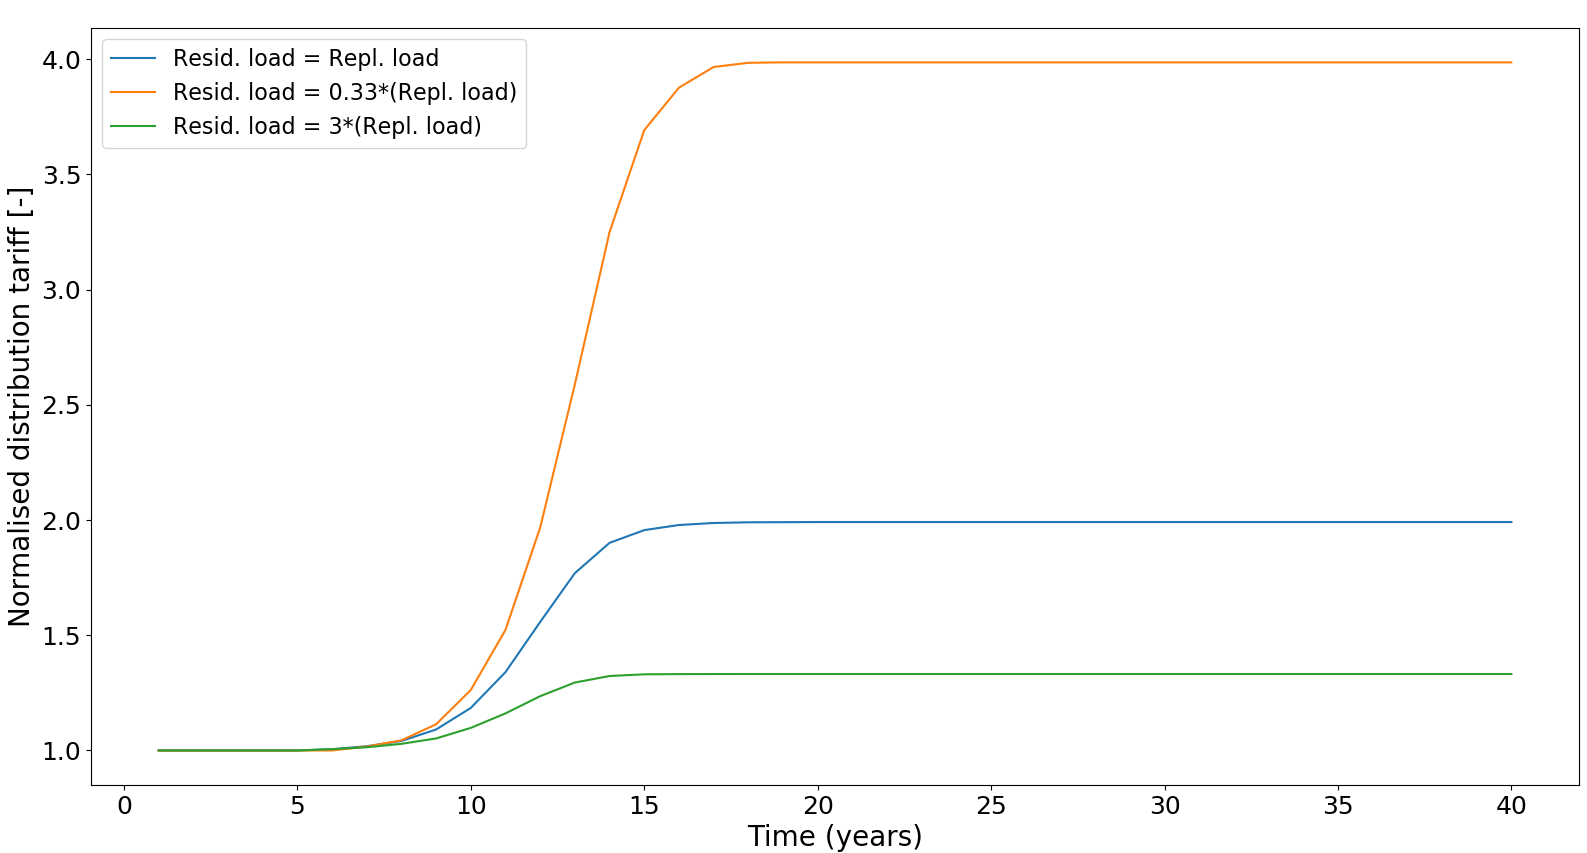 Resid. load = Repl. load
Resid. load = 0.33*(Repl. load)
Resid. load = 3*(Repl. load)
Normalised distribution tariff [-]
4.0
3.5
3.0
2.5
2.0
1.5
1.0
0 5 10 15 20 25 30 35 40
Time (years)